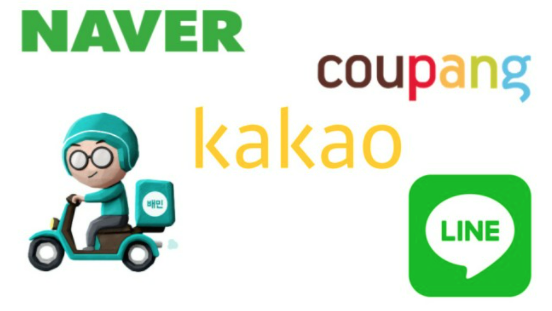 NAVER
coupang
kakao
배민
LINE